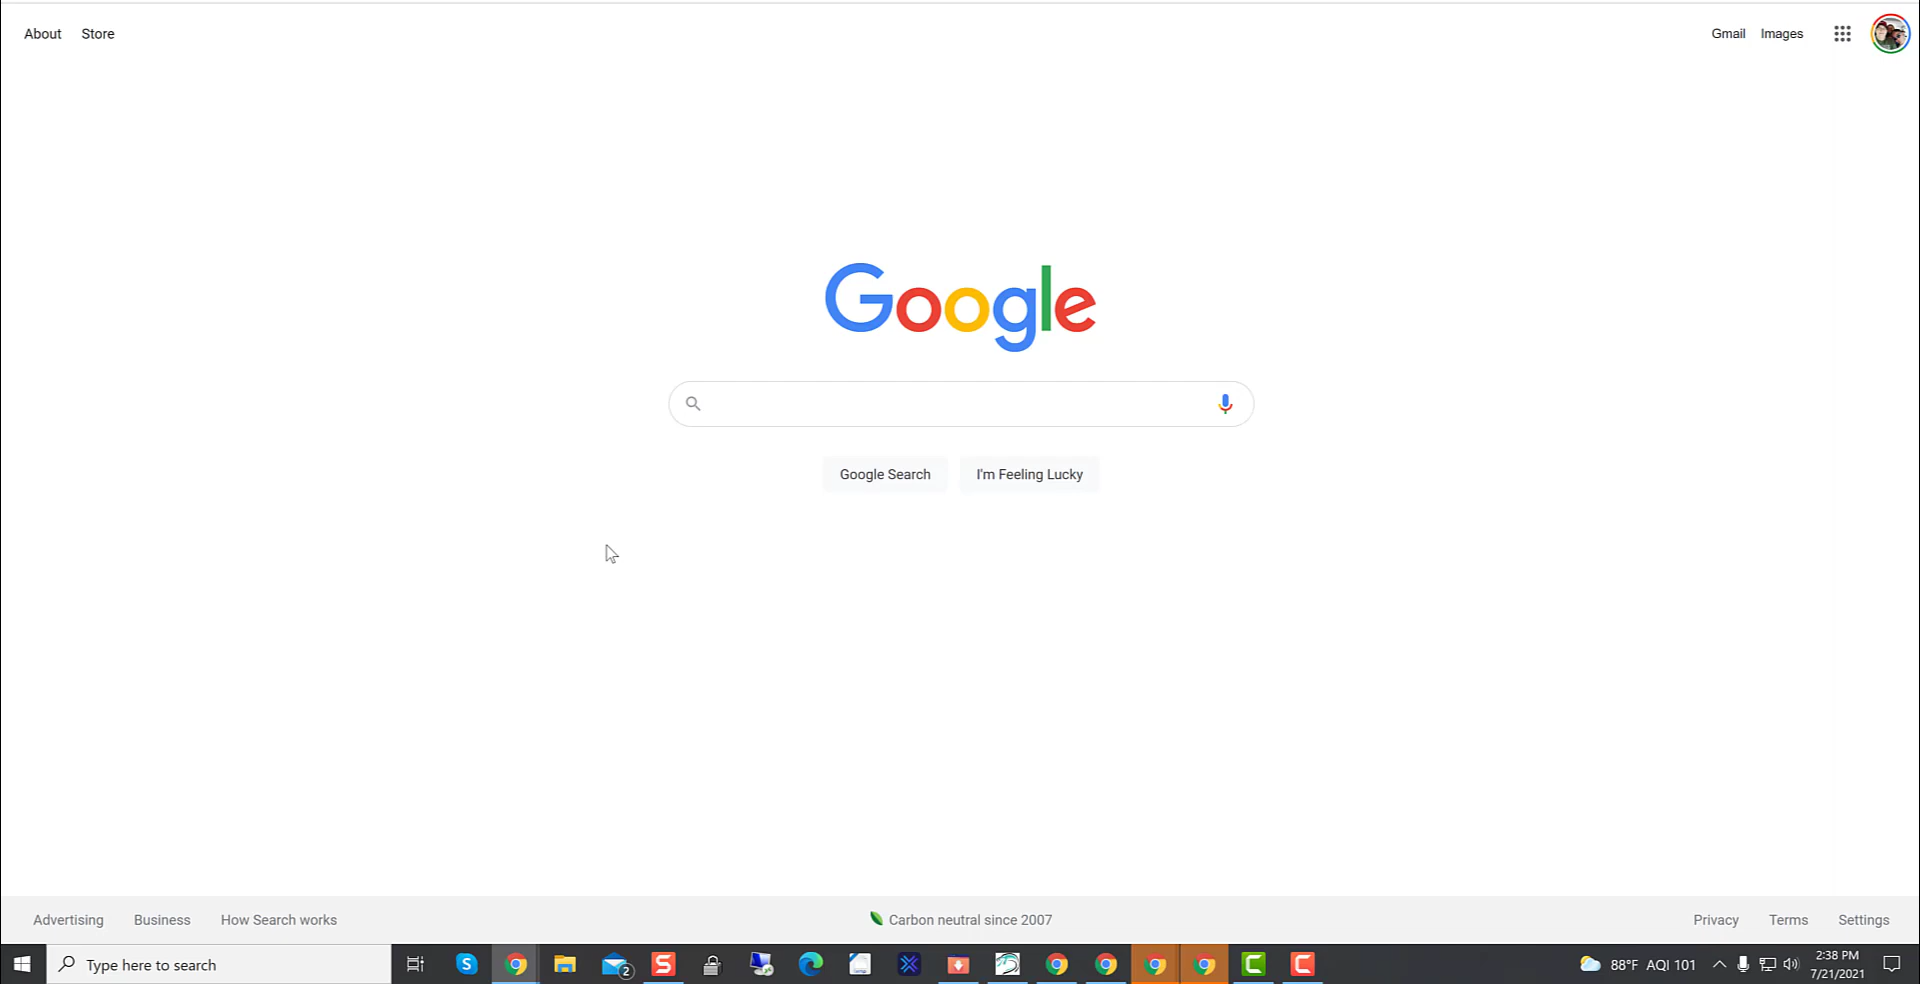 About Store
Gmail Images
Google
Google Search I'm Feeling Lucky
Advertising Business How Search works
Carbon neutral since 2007
Privacy Terms Settings
Type here to search
2
88°F AQI 101
2:38 PM
7/21/2021